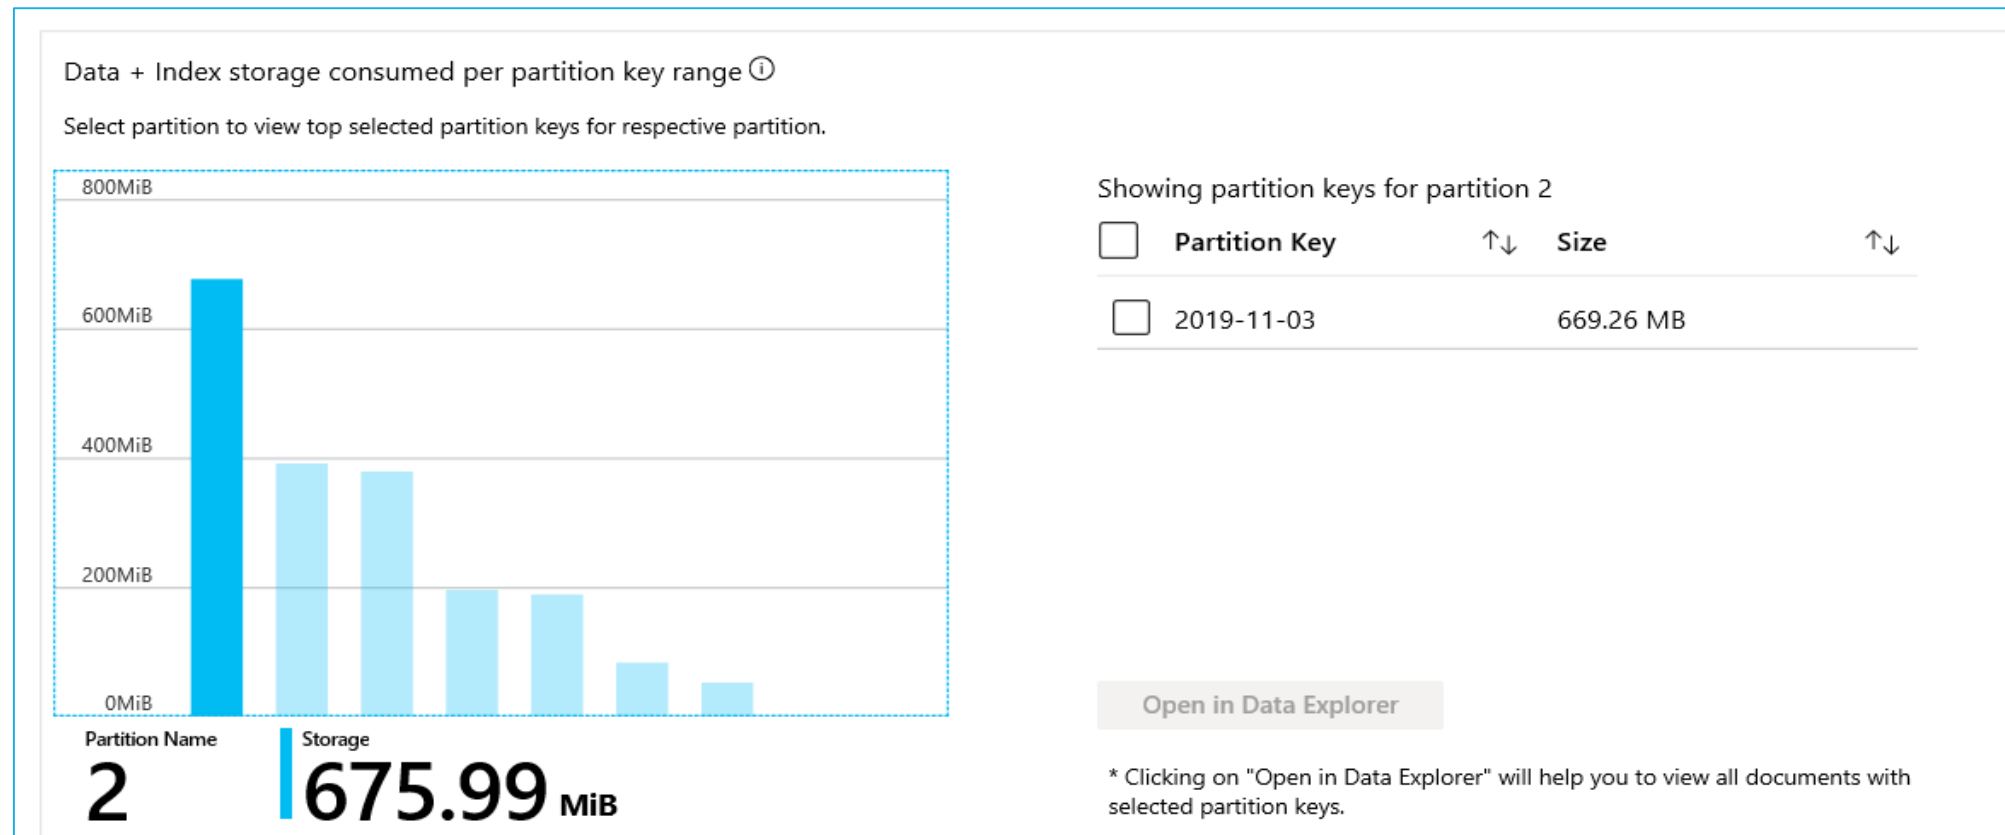 Data + Index storage consumed per partition key range
Select partition to view top selected partition keys for respective partition.
800MiB
600MiB
400MiB
200MiB
0MiB
Partition Name
2
Storage
675.99 MiB
Showing partition keys for partition 2
Partition Key ↑↓ Size ↑↓
2019-11-03 669.26 MB
Open in Data Explorer
* Clicking on "Open in Data Explorer" will help you to view all documents with
selected partition keys.